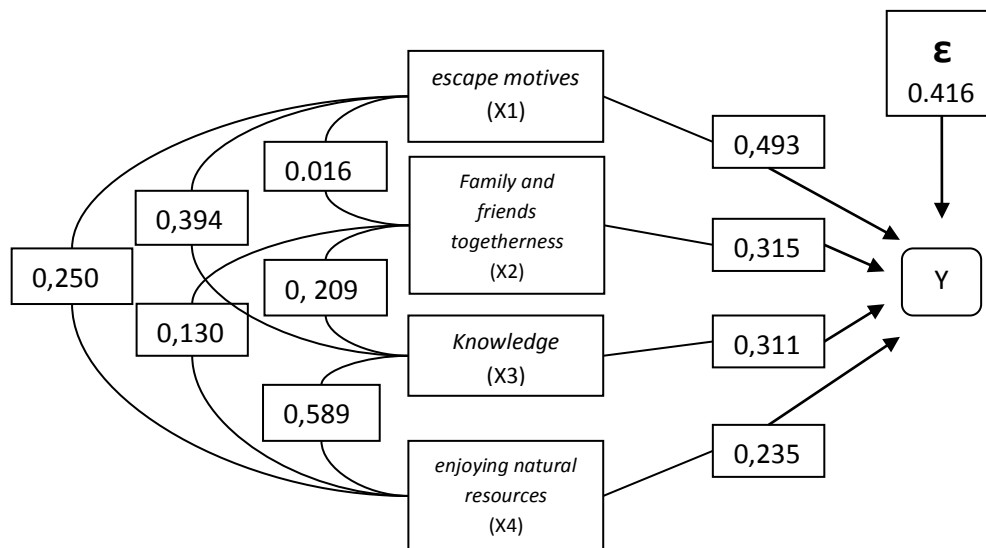 escape motives
(X1)
ε
0.416
0,493
0,016
Family and
friends
togetherness
(X2)
0,394
0,315
0,250
0, 209
Y
0,130
Knowledge
(X3)
0,311
0,589
0,235
enjoying natural
resources
(X4)